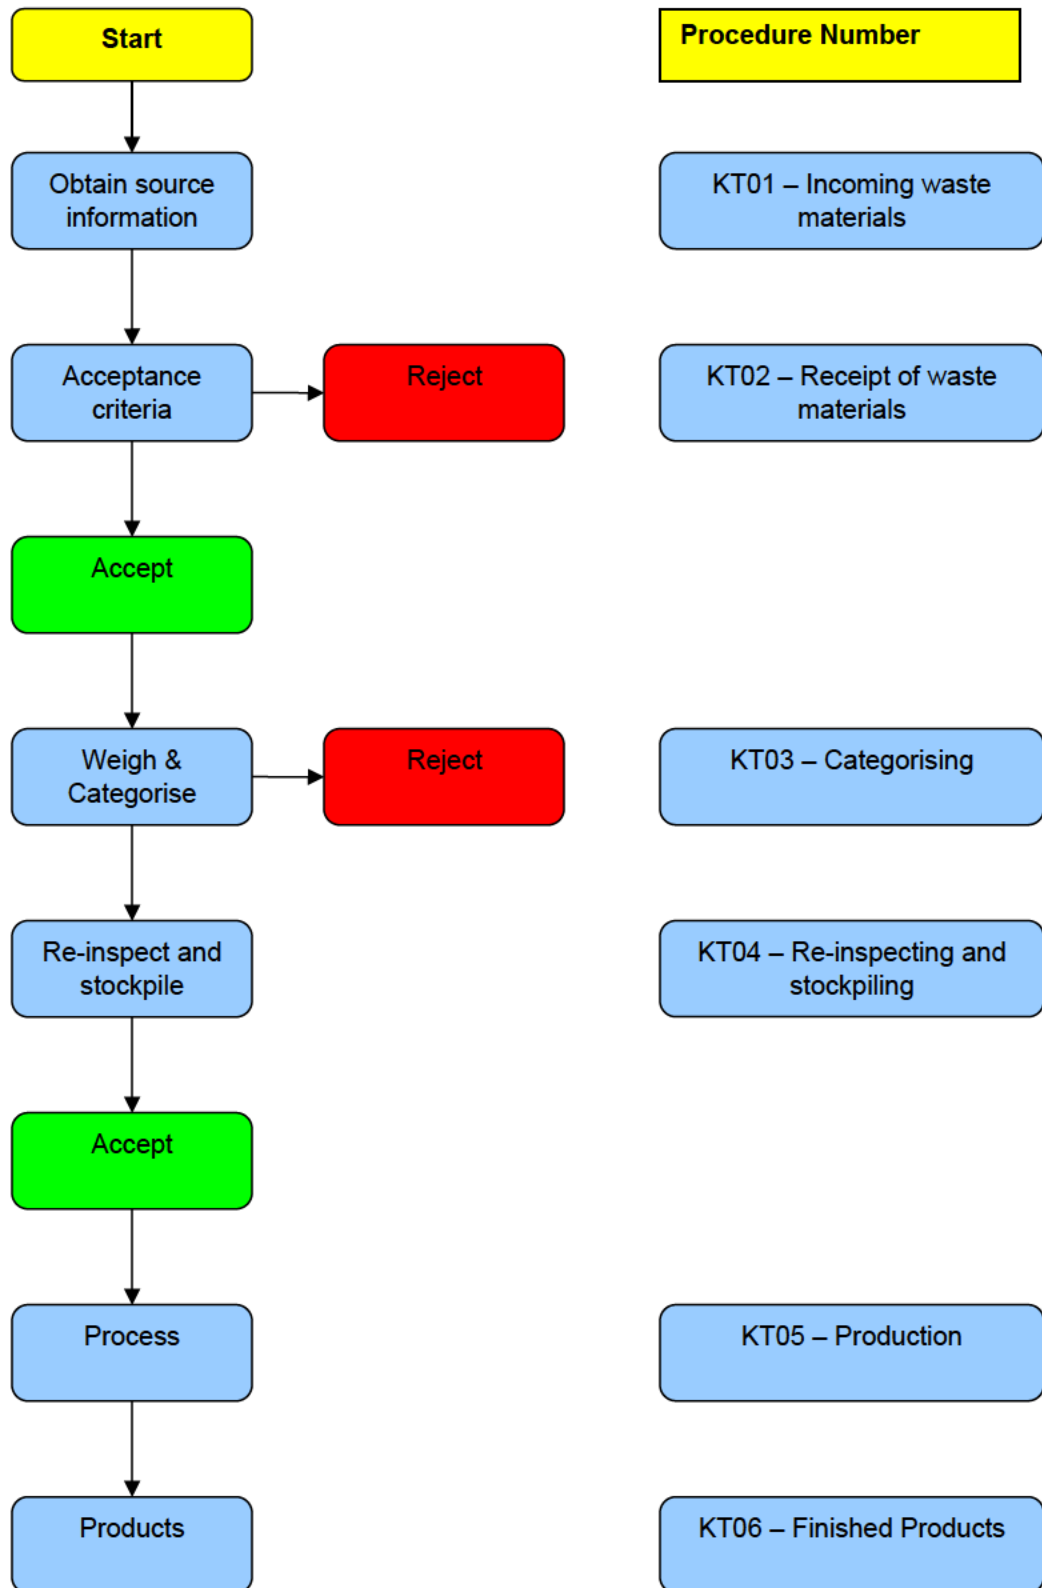 Start
Procedure Number
Obtain source
information
KT01 – Incoming waste
materials
Acceptance
criteria
Reject
KT02 – Receipt of waste
materials
Accept
Weigh &
Categorise
Reject
KT03 – Categorising
Re-inspect and
stockpile
KT04 – Re-inspecting and
stockpiling
Accept
Process
KT05 – Production
Products
KT06 – Finished Products